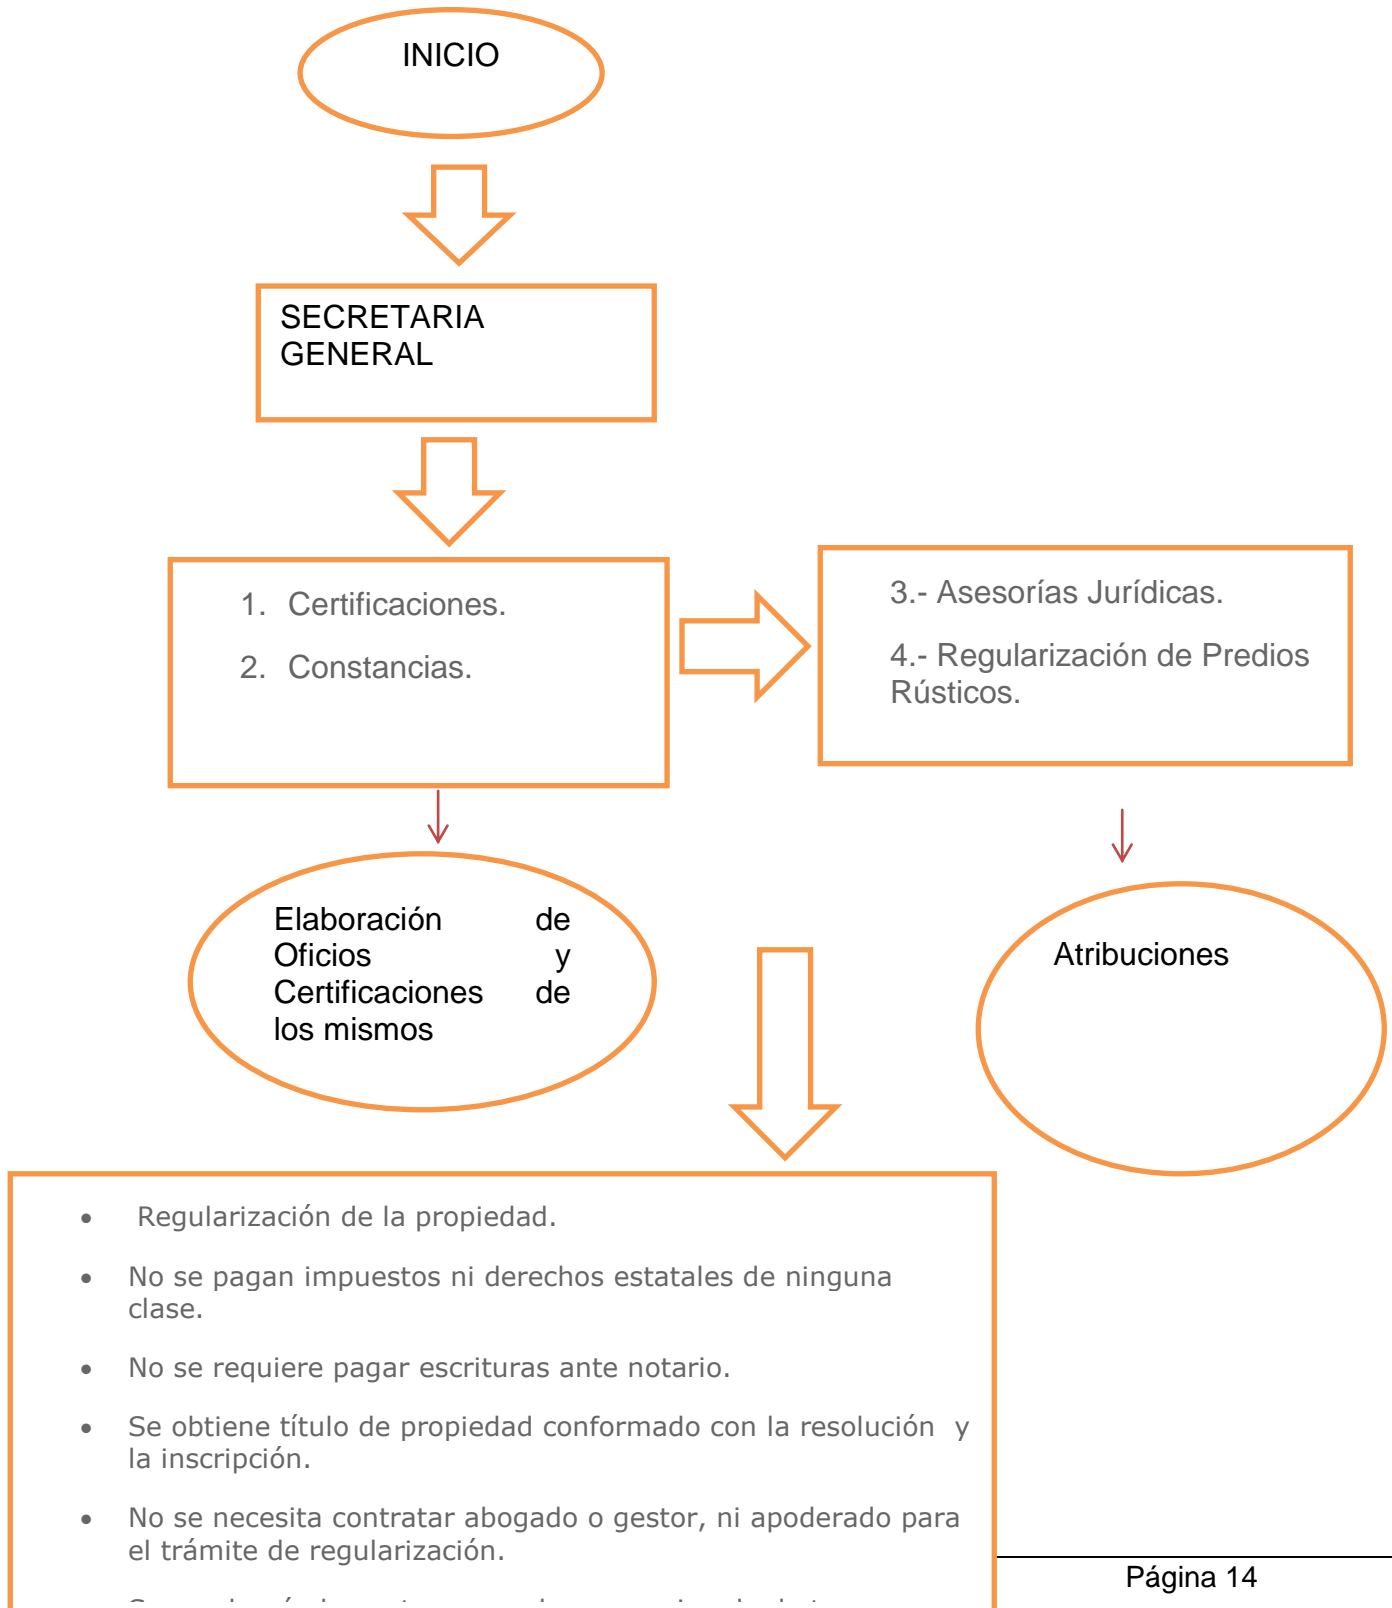 INICIO
SECRETARIA
GENERAL
1. Certificaciones.
2. Constancias.
3.- Asesorías Jurídicas.
4.- Regularización de Predios
Rústicos.
Elaboración de
Oficios y
Certificaciones de
los mismos
Atribuciones
• Regularización de la propiedad.
• No se pagan impuestos ni derechos estatales de ninguna
clase.
• No se requiere pagar escrituras ante notario.
• Se obtiene título de propiedad conformado con la resolución y
la inscripción.
• No se necesita contratar abogado o gestor, ni apoderado para
el trámite de regularización.
Página 14